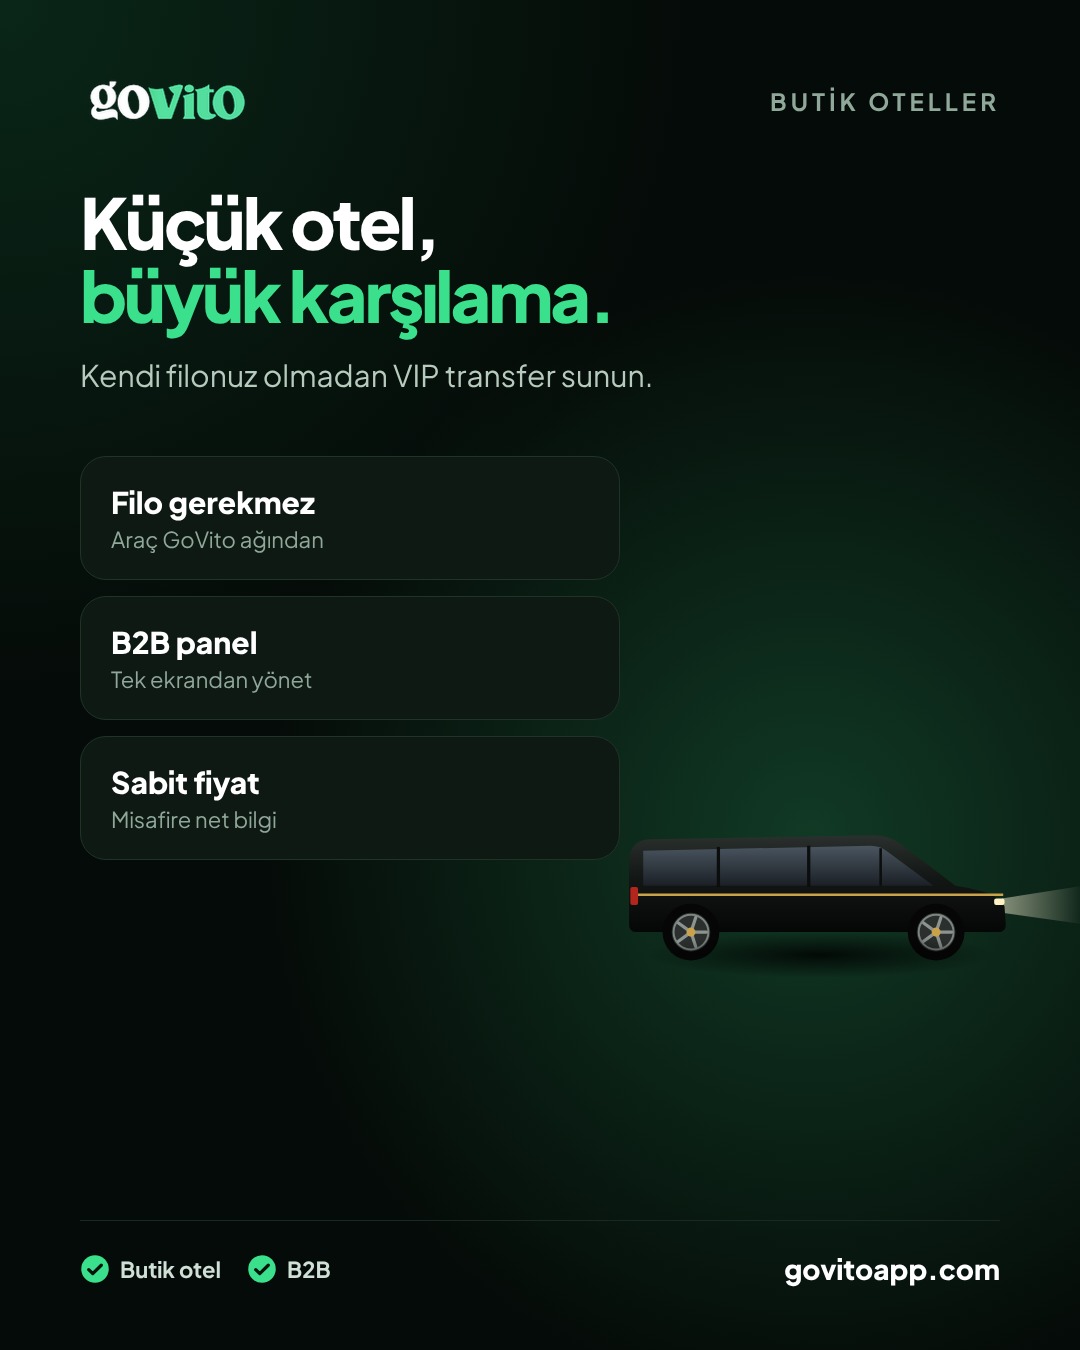 govito
BUTİK OTELLER
Küçük otel,
büyük karşılama.
Kendi filonuz olmadan VIP transfer sunun.
Filo gerekmez
Araç GoVito ağından
B2B panel
Tek ekrandan yönet
Sabit fiyat
Misafire net bilgi
Butik otel
B2B
govitoapp.com